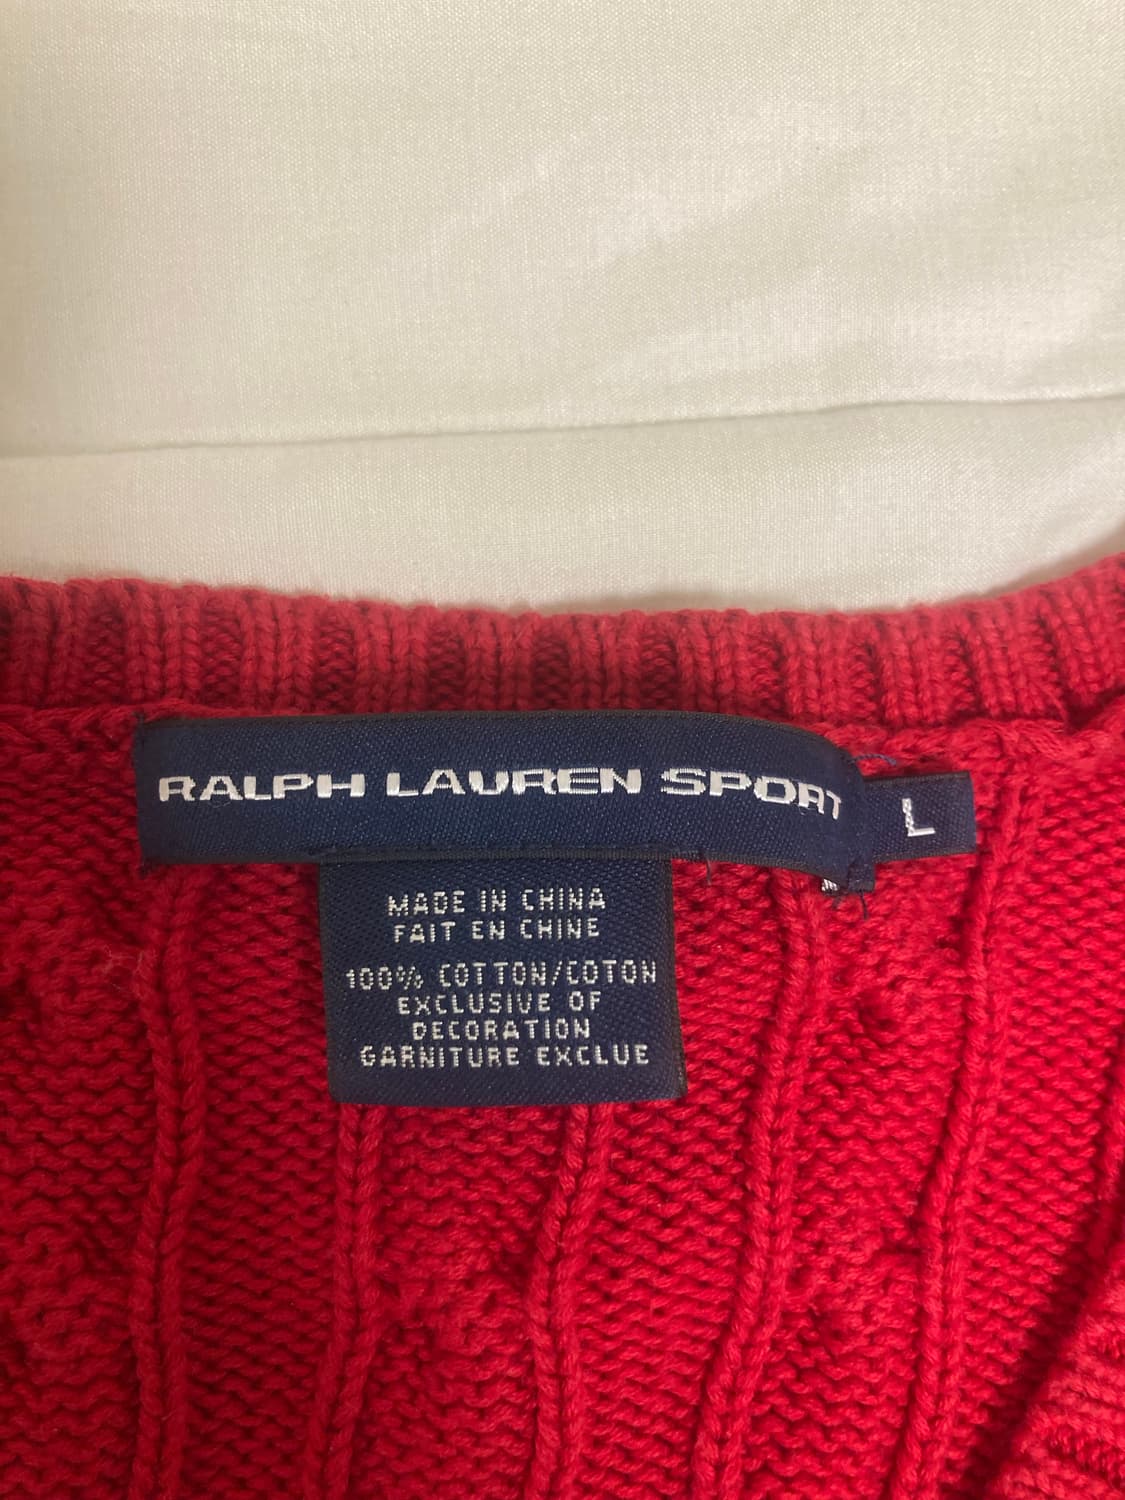 RALPH LAUREN SPORT
L
MADE IN CHINA
FAIT EN CHINE
100% COTTON/COTON
EXCLUSIVE OF
DECORATION
GARNITURE EXCLUE